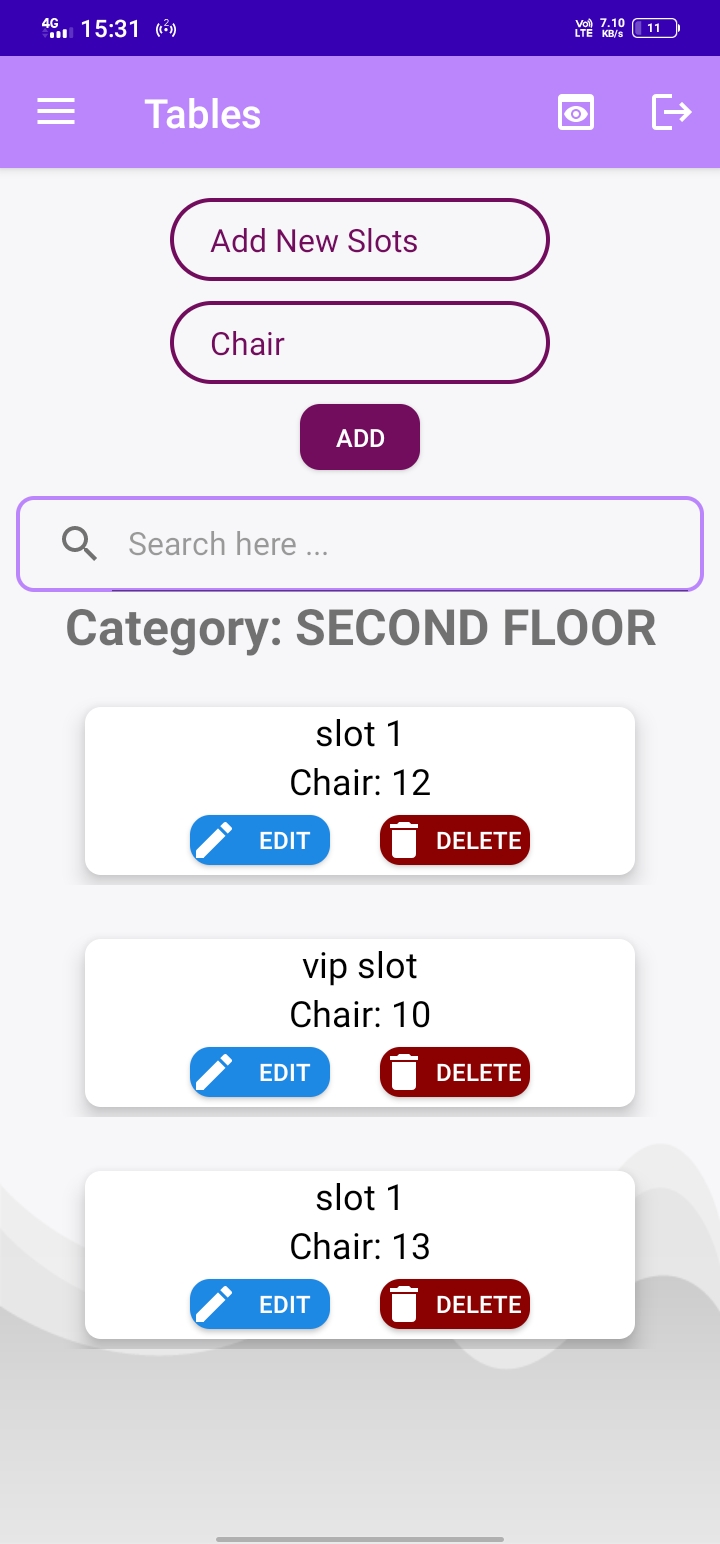 4G 15:31 2 Vo) LTE 7.10 KB/s 11
Tables
Add New Slots
Chair
ADD
Search here ...
Category: SECOND FLOOR
slot 1
Chair: 12
EDIT DELETE
vip slot
Chair: 10
EDIT DELETE
slot 1
Chair: 13
EDIT DELETE